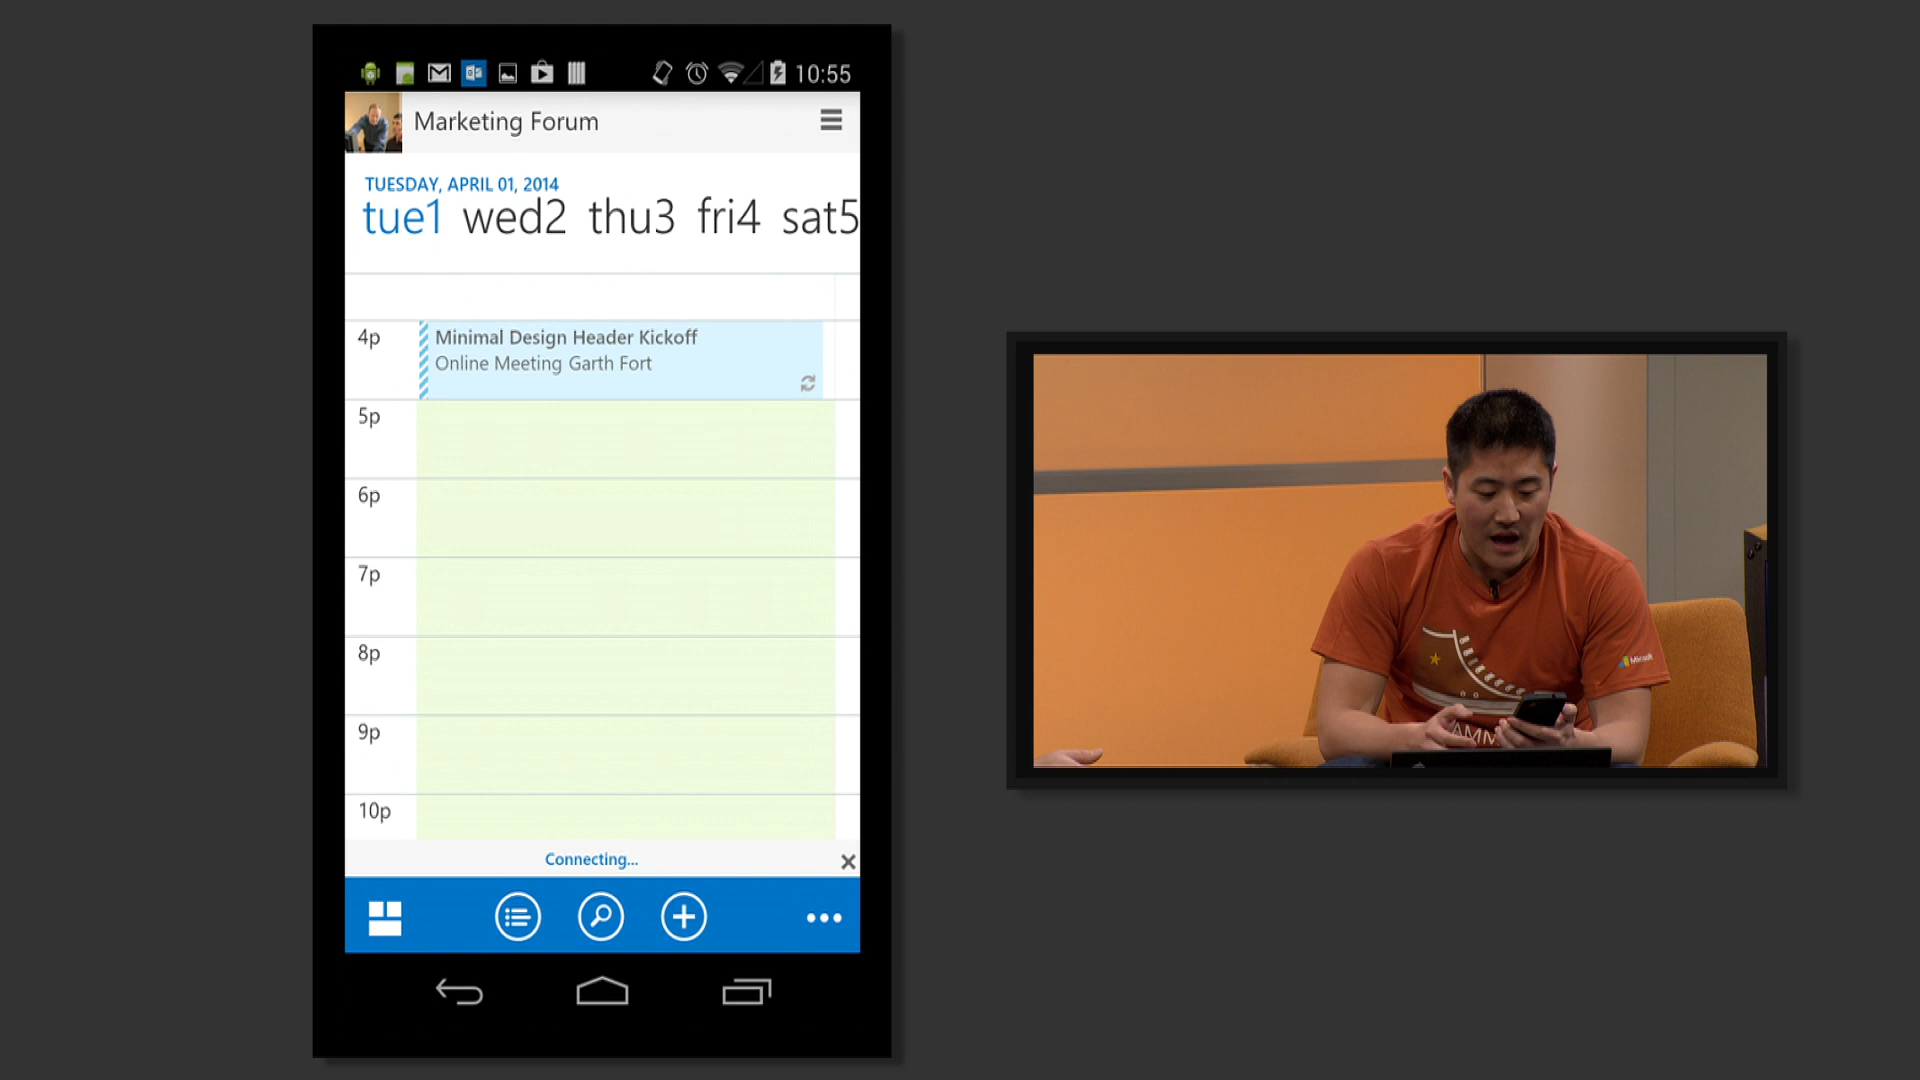 10:55
Marketing Forum
TUESDAY, APRIL 01, 2014
tue1 wed2 thu3 fri4 sat5
4p
Minimal Design Header Kickoff
Online Meeting Garth Fort
5p
6p
7p
8p
9p
10p
Connecting...